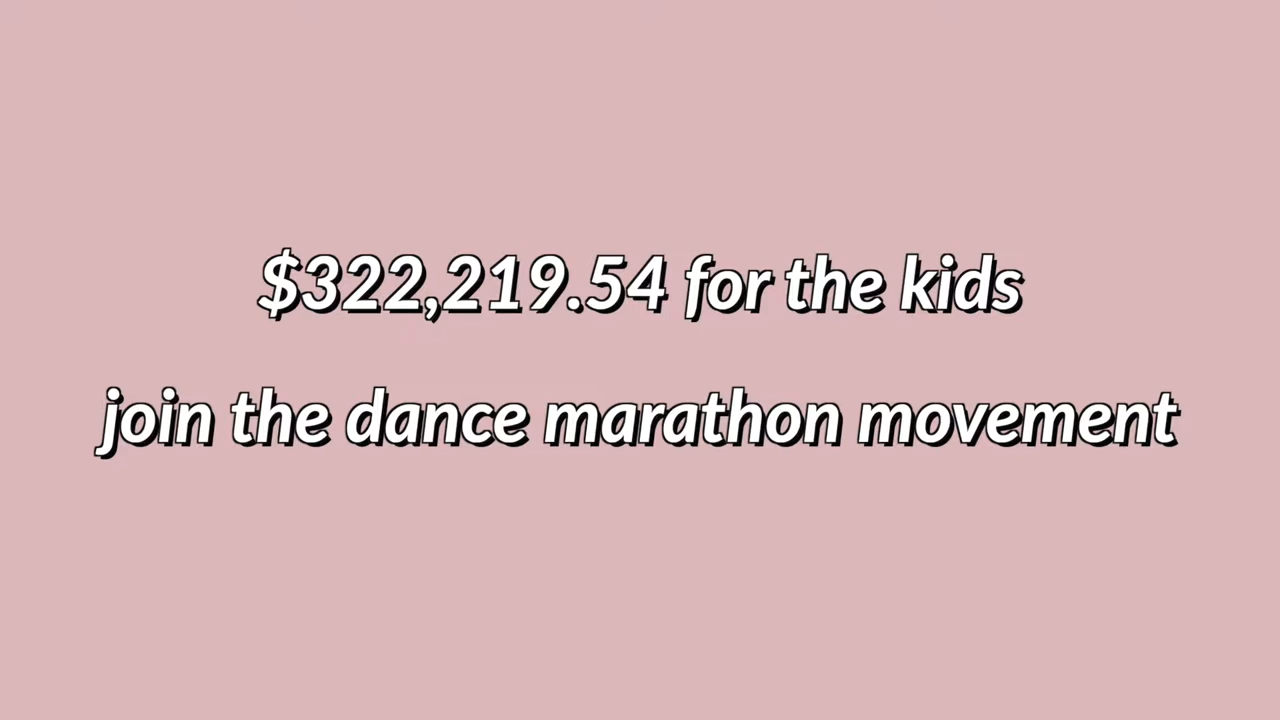 $322,219.54 for the kids
join the dance marathon movement